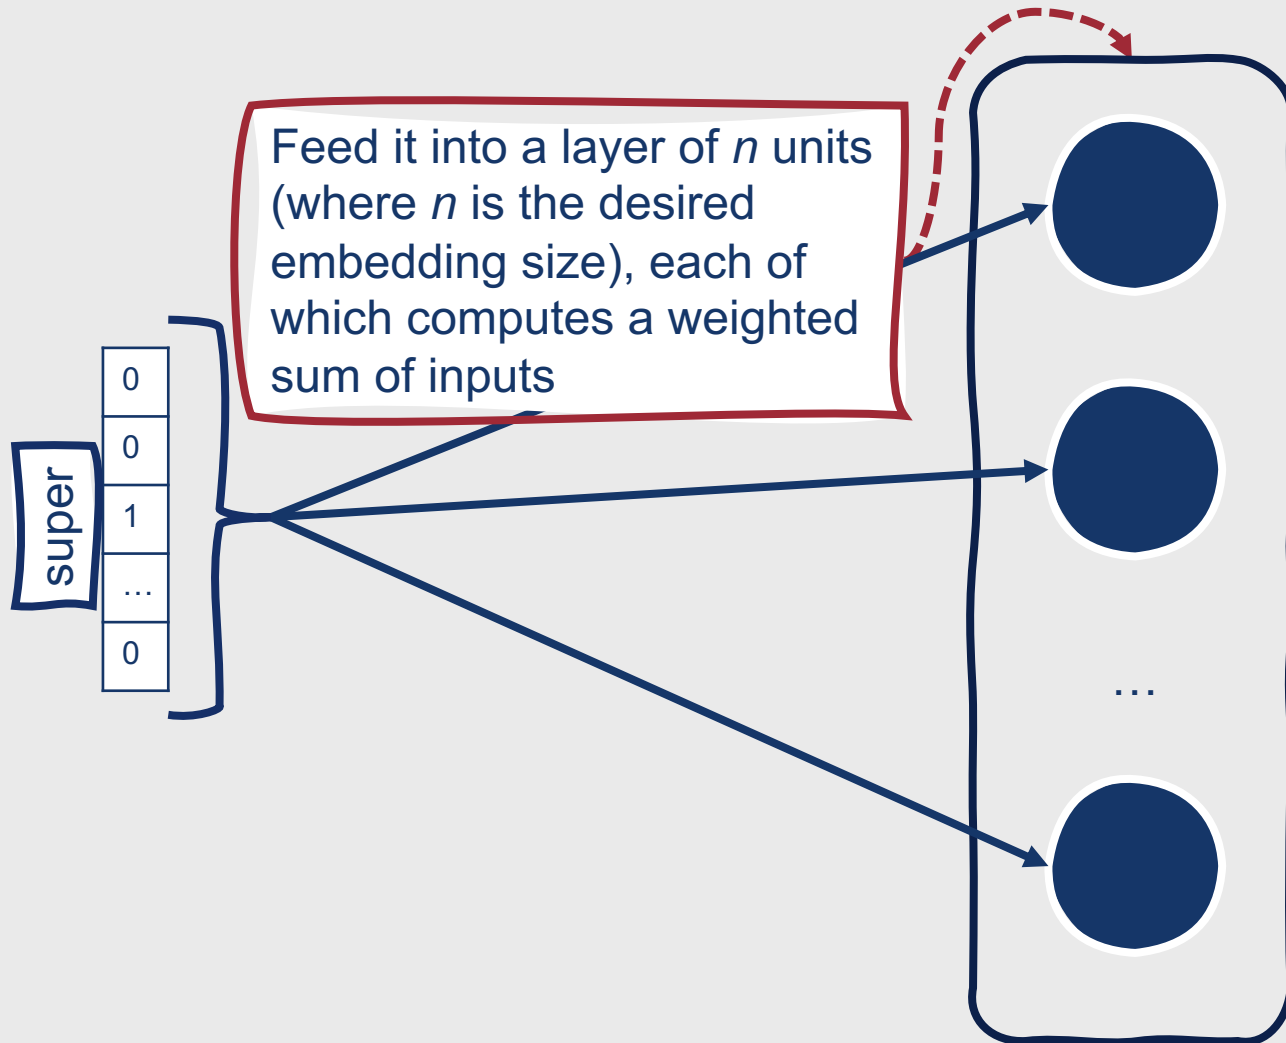 Feed it into a layer of n units
(where n is the desired
embedding size), each of
which computes a weighted
sum of inputs
super
0
0
1
…
0
…